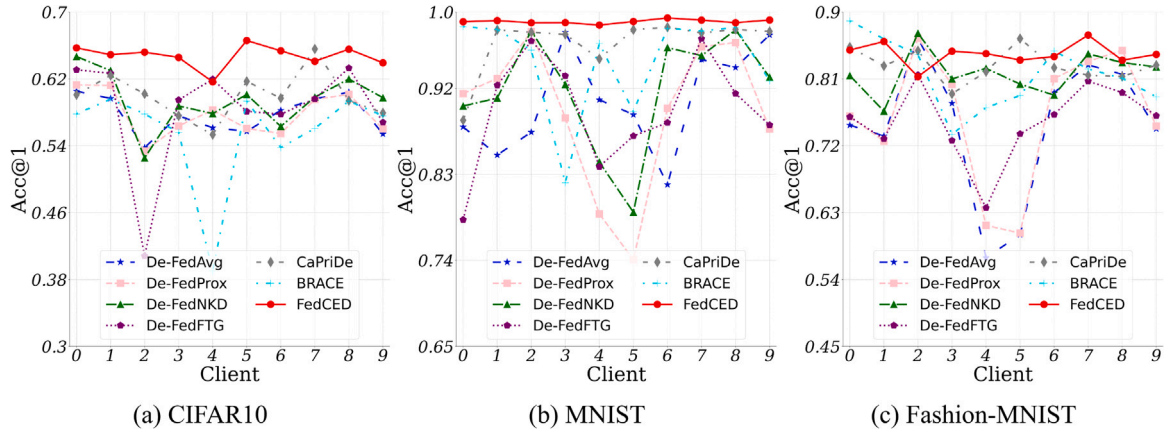 0.7
0.62
0.54
0.46
0.38
0.3
Acc@1
0 1 2 3 4 5 6 7 8 9
Client
De-FedAvg
De-FedProx
De-FedNKD
De-FedFTG
CaPriDe
BRACE
FedCED
(a) CIFAR10
1.0
0.92
0.83
0.74
0.65
Acc@1
0 1 2 3 4 5 6 7 8 9
Client
De-FedAvg
De-FedProx
De-FedNKD
De-FedFTG
CaPriDe
BRACE
FedCED
(b) MNIST
0.9
0.81
0.72
0.63
0.54
0.45
Acc@1
0 1 2 3 4 5 6 7 8 9
Client
De-FedAvg
De-FedProx
De-FedNKD
De-FedFTG
CaPriDe
BRACE
FedCED
(c) Fashion-MNIST